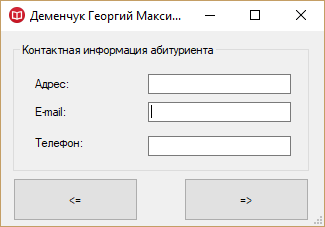 Деменчук Георгий Макси...
Контактная информация абитуриента
Адрес:
E-mail:
Телефон:
<= =>